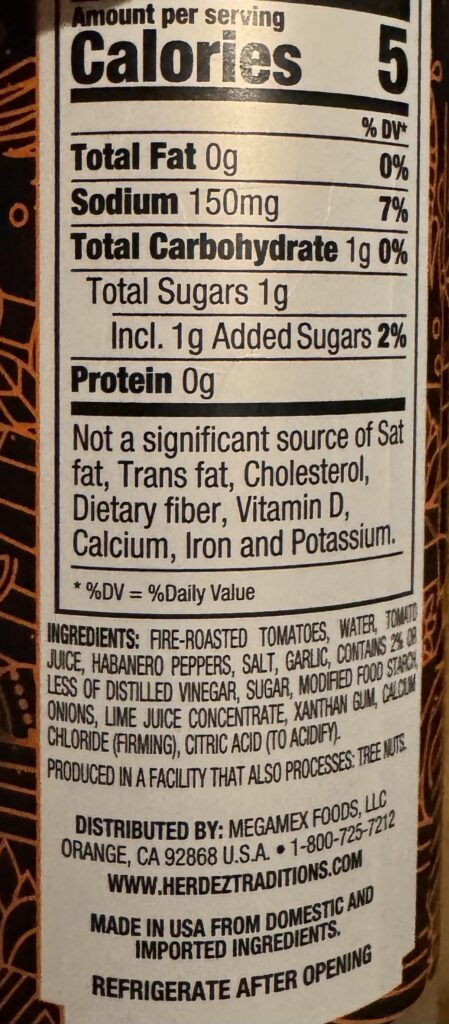 Amount per serving
Calories 5
% DV*
Total Fat 0g 0%
Sodium 150mg 7%
Total Carbohydrate 1g 0%
Total Sugars 1g
Incl. 1g Added Sugars 2%
Protein 0g
Not a significant source of Sat
fat, Trans fat, Cholesterol,
Dietary fiber, Vitamin D,
Calcium, Iron and Potassium.
* %DV = %Daily Value
INGREDIENTS: FIRE-ROASTED TOMATOES, WATER, TOMATO
JUICE, HABANERO PEPPERS, SALT, GARLIC, CONTAINS 2% OR
LESS OF DISTILLED VINEGAR, SUGAR, MODIFIED FOOD STARCH,
ONIONS, LIME JUICE CONCENTRATE, XANTHAN GUM, CALCIUM
CHLORIDE (FIRMING), CITRIC ACID (TO ACIDIFY).
PRODUCED IN A FACILITY THAT ALSO PROCESSES: TREE NUTS.
DISTRIBUTED BY: MEGAMEX FOODS, LLC
ORANGE, CA 92868 U.S.A. • 1-800-725-7212
WWW.HERDEZTRADITIONS.COM
MADE IN USA FROM DOMESTIC AND
IMPORTED INGREDIENTS.
REFRIGERATE AFTER OPENING